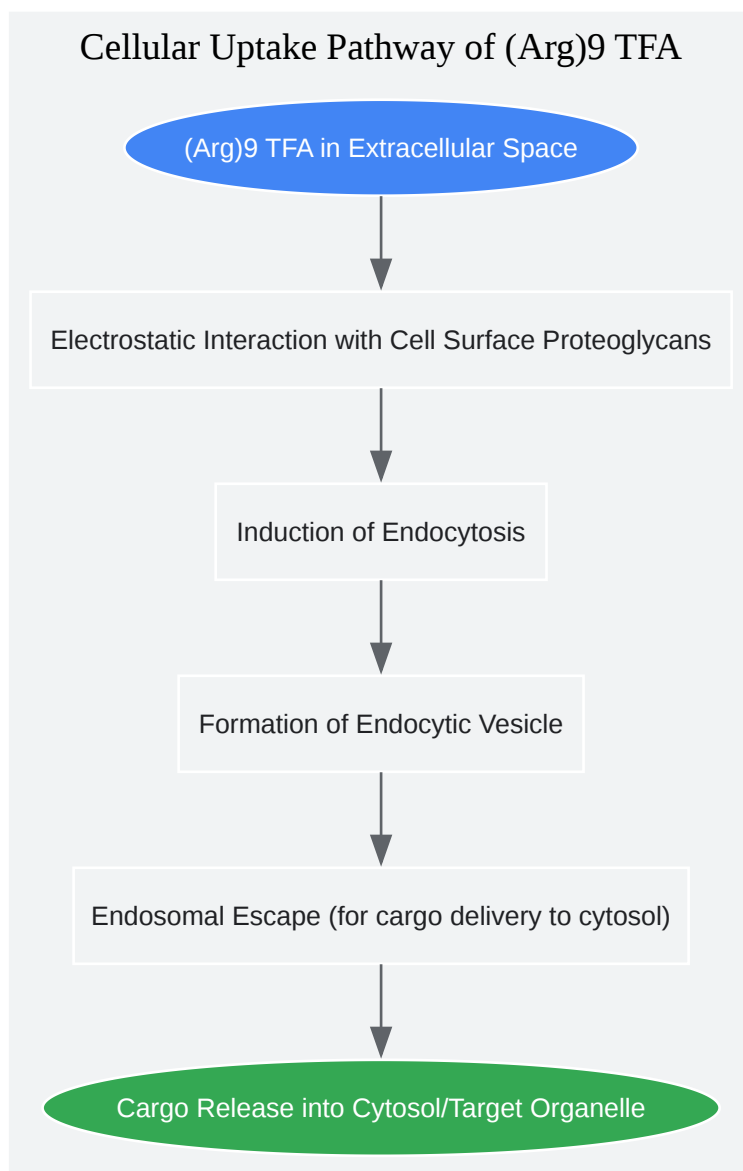 Cellular Uptake Pathway of (Arg)9 TFA
(Arg)9 TFA in Extracellular Space
Electrostatic Interaction with Cell Surface Proteoglycans
Induction of Endocytosis
Formation of Endocytic Vesicle
Endosomal Escape (for cargo delivery to cytosol)
Cargo Release into Cytosol/Target Organelle